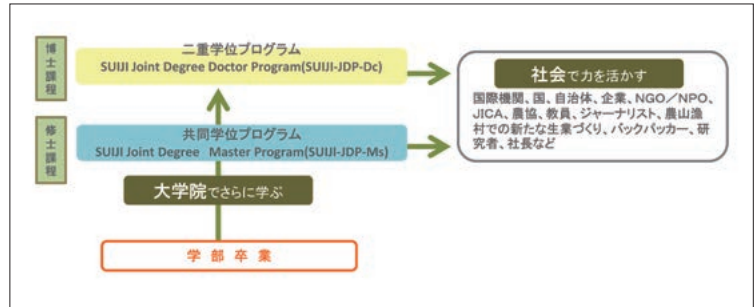 博士課程
二重学位プログラム
SUIJI Joint Degree Doctor Program(SUIJI-JDP-Dc)
修士課程
共同学位プログラム
SUIJI Joint Degree Master Program(SUIJI-JDP-Ms)
大学院でさらに学ぶ
学部卒業
社会で力を活かす
国際機関、国、自治体、企業、NGO／NPO、
JICA、農協、教員、ジャーナリスト、農山漁
村での新たな生業づくり、バックパッカー、研
究者、社長など